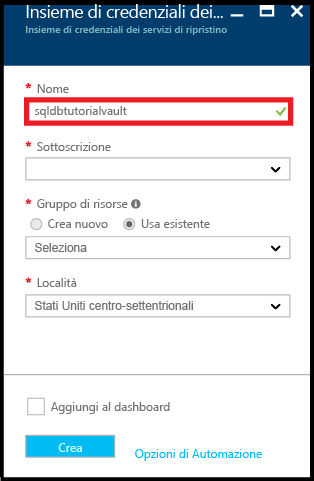 Insieme di credenziali dei...
Insieme di credenziali dei servizi di ripristino
* Nome
sqldbtutorialvault
* Sottoscrizione
* Gruppo di risorse
Crea nuovo Usa esistente
Seleziona
* Località
Stati Uniti centro-settentrionali
Aggiungi al dashboard
Crea Opzioni di Automazione